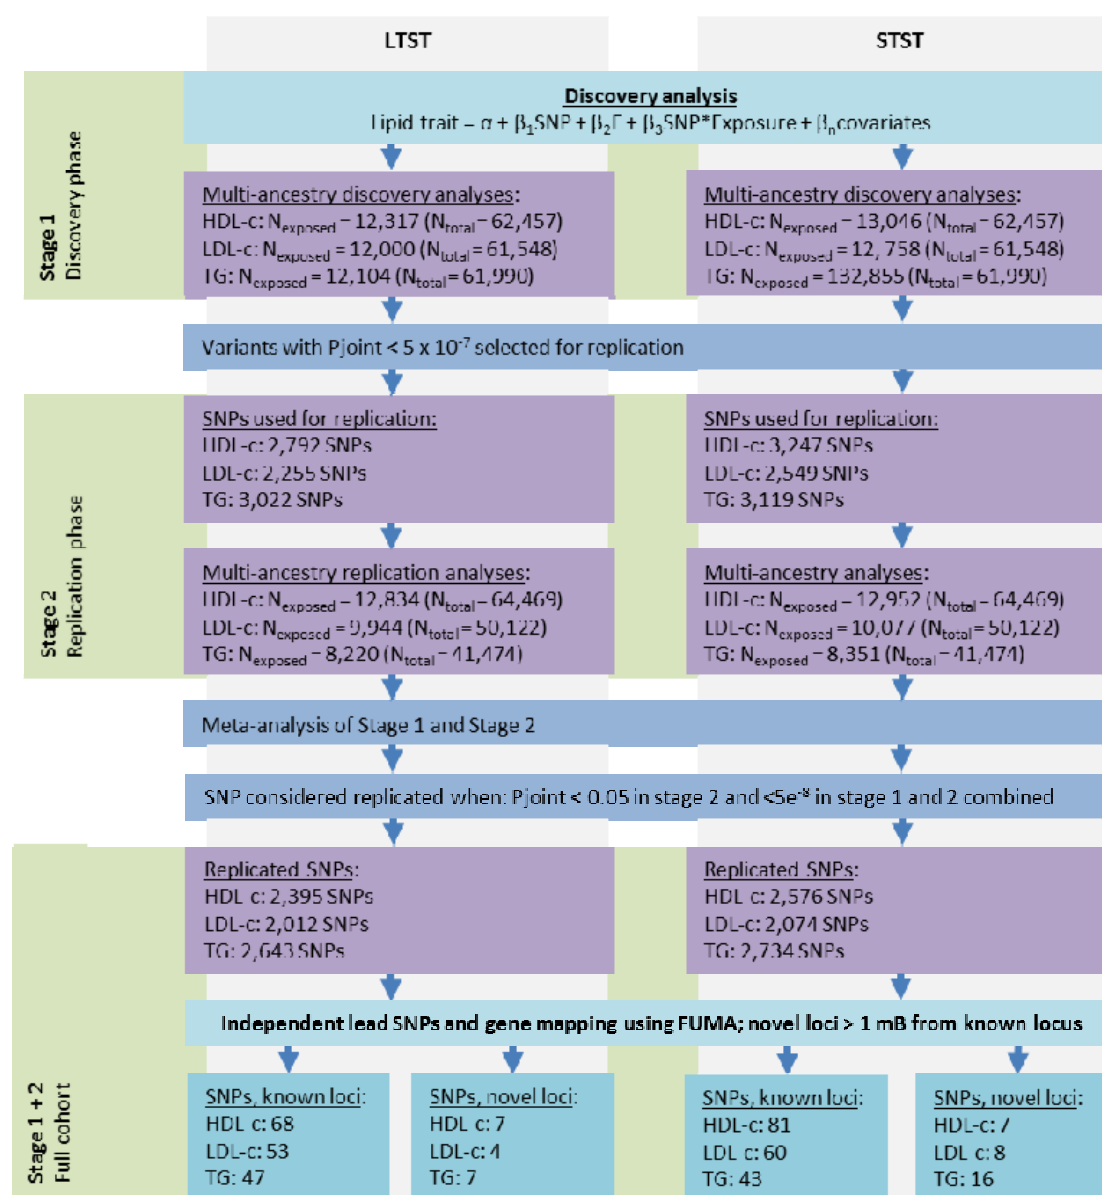 LTST
STST
Discovery analysis
Lipid trait = α + β1SNP + β2E + β3SNP*Exposure + βncovariates
Stage 1
Discovery phase
Multi-ancestry discovery analyses:
HDL-c: Nexposed = 12,317 (Ntotal = 62,457)
LDL-c: Nexposed = 12,000 (Ntotal = 61,548)
TG: Nexposed = 12,104 (Ntotal = 61,990)
Multi-ancestry discovery analyses:
HDL-c: Nexposed = 13,046 (Ntotal = 62,457)
LDL-c: Nexposed = 12,758 (Ntotal = 61,548)
TG: Nexposed = 132,855 (Ntotal = 61,990)
Variants with Pjoint < 5 x 10-7 selected for replication
Stage 2
Replication phase
SNPs used for replication:
HDL-c: 2,792 SNPs
LDL-c: 2,255 SNPs
TG: 3,022 SNPs
SNPs used for replication:
HDL-c: 3,247 SNPs
LDL-c: 2,549 SNPs
TG: 3,119 SNPs
Multi-ancestry replication analyses:
HDL-c: Nexposed = 12,834 (Ntotal = 64,469)
LDL-c: Nexposed = 9,944 (Ntotal = 50,122)
TG: Nexposed = 8,220 (Ntotal = 41,474)
Multi-ancestry analyses:
HDL-c: Nexposed = 12,952 (Ntotal = 64,469)
LDL-c: Nexposed = 10,077 (Ntotal = 50,122)
TG: Nexposed = 8,351 (Ntotal = 41,474)
Meta-analysis of Stage 1 and Stage 2
SNP considered replicated when: Pjoint < 0.05 in stage 2 and <5e-8 in stage 1 and 2 combined
Stage 1 + 2
Full cohort
Replicated SNPs:
HDL-c: 2,395 SNPs
LDL-c: 2,012 SNPs
TG: 2,643 SNPs
Replicated SNPs:
HDL-c: 2,576 SNPs
LDL-c: 2,074 SNPs
TG: 2,734 SNPs
Independent lead SNPs and gene mapping using FUMA; novel loci > 1 mB from known locus
SNPs, known loci:
HDL-c: 68
LDL-c: 53
TG: 47
SNPs, novel loci:
HDL-c: 7
LDL-c: 4
TG: 7
SNPs, known loci:
HDL-c: 81
LDL-c: 60
TG: 43
SNPs, novel loci:
HDL-c: 7
LDL-c: 8
TG: 16